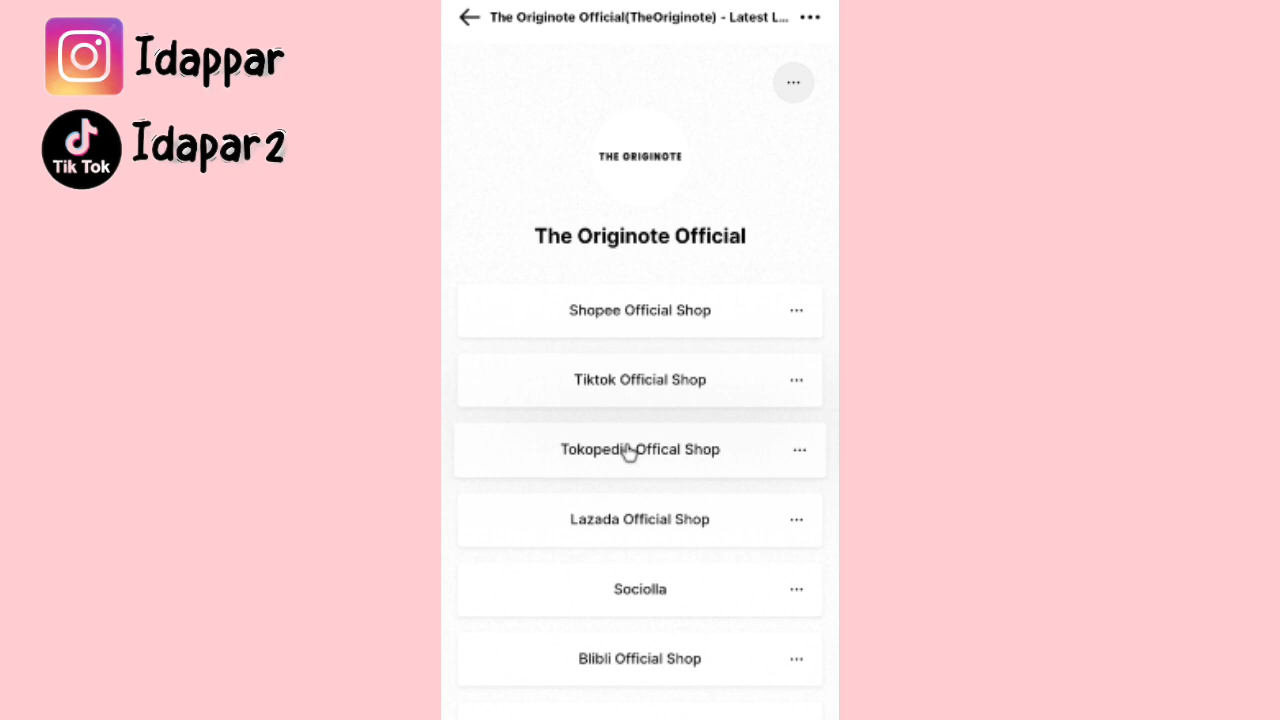 Idappar
Tik Tok
Idapar2
The Originote Official(TheOriginote) - Latest L...
THE ORIGINOTE
The Originote Official
Shopee Official Shop
Tiktok Official Shop
Tokopedia Offical Shop
Lazada Official Shop
Sociolla
Blibli Official Shop